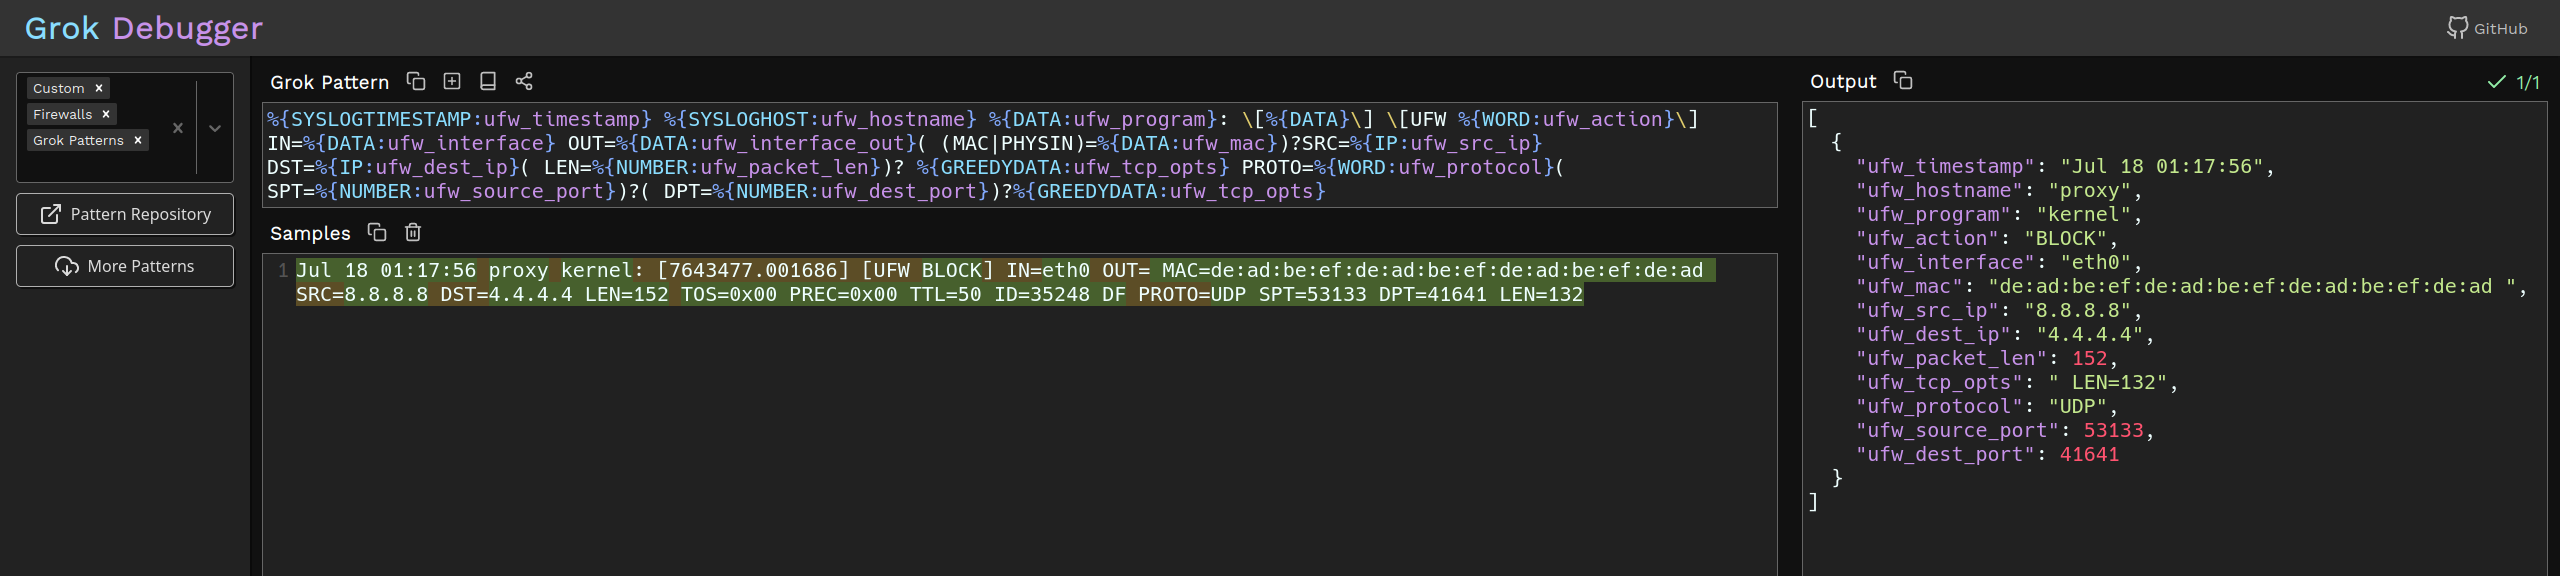 Grok Debugger
GitHub
Custom ×
Firewalls ×
Grok Patterns ×
Pattern Repository
More Patterns
Grok Pattern
%{SYSLOGTIMESTAMP:ufw_timestamp} %{SYSLOGHOST:ufw_hostname} %{DATA:ufw_program}: \[%{DATA}\] \[UFW %{WORD:ufw_action}\]
IN=%{DATA:ufw_interface} OUT=%{DATA:ufw_interface_out}( (MAC|PHYSIN)=%{DATA:ufw_mac})?SRC=%{IP:ufw_src_ip}
DST=%{IP:ufw_dest_ip}( LEN=%{NUMBER:ufw_packet_len})? %{GREEDYDATA:ufw_tcp_opts} PROTO=%{WORD:ufw_protocol}(
SPT=%{NUMBER:ufw_source_port})?( DPT=%{NUMBER:ufw_dest_port})?%{GREEDYDATA:ufw_tcp_opts}
Samples
1 Jul 18 01:17:56 proxy kernel: [7643477.001686] [UFW BLOCK] IN=eth0 OUT= MAC=de:ad:be:ef:de:ad:be:ef:de:ad:be:ef:de:ad
SRC=8.8.8.8 DST=4.4.4.4 LEN=152 TOS=0x00 PREC=0x00 TTL=50 ID=35248 DF PROTO=UDP SPT=53133 DPT=41641 LEN=132
Output
1/1
[
{
"ufw_timestamp": "Jul 18 01:17:56",
"ufw_hostname": "proxy",
"ufw_program": "kernel",
"ufw_action": "BLOCK",
"ufw_interface": "eth0",
"ufw_mac": "de:ad:be:ef:de:ad:be:ef:de:ad:be:ef:de:ad ",
"ufw_src_ip": "8.8.8.8",
"ufw_dest_ip": "4.4.4.4",
"ufw_packet_len": 152,
"ufw_tcp_opts": " LEN=132",
"ufw_protocol": "UDP",
"ufw_source_port": 53133,
"ufw_dest_port": 41641
}
]